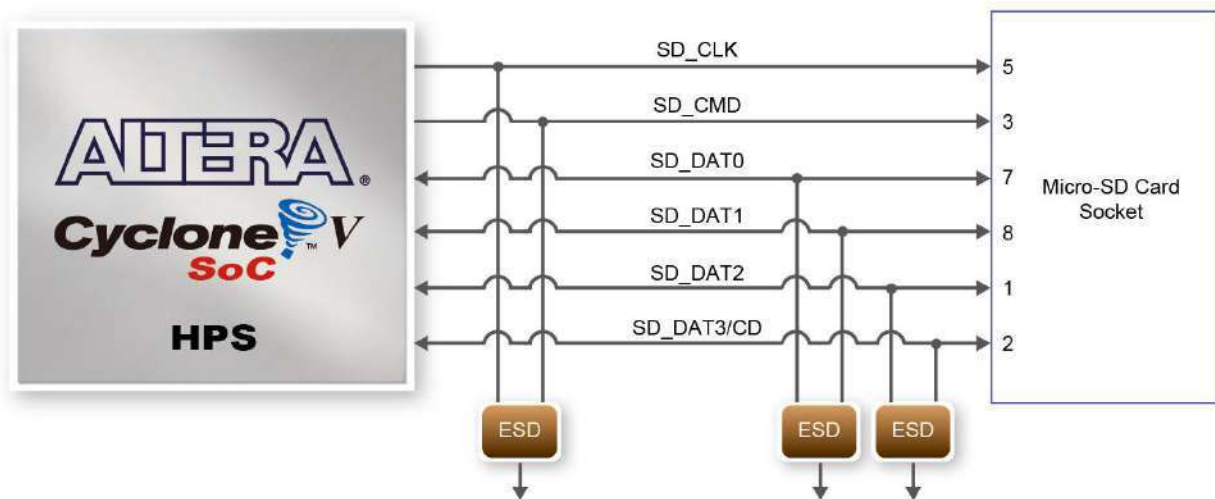 ALTERA®
Cyclone™ V
SoC
HPS
SD_CLK
SD_CMD
SD_DAT0
SD_DAT1
SD_DAT2
SD_DAT3/CD
5
3
7
8
1
2
Micro-SD Card
Socket
ESD
ESD
ESD